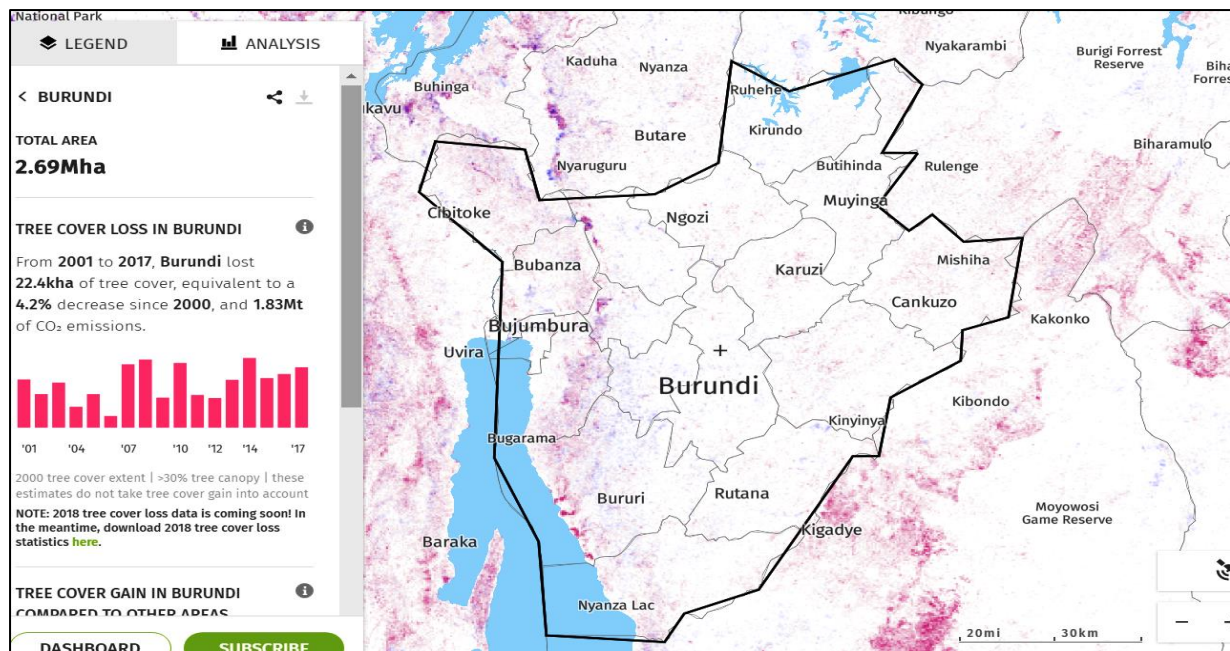 National Park
LEGEND
ANALYSIS
< BURUNDI
TOTAL AREA
2.69Mha
TREE COVER LOSS IN BURUNDI
From 2001 to 2017, Burundi lost
22.4kha of tree cover, equivalent to a
4.2% decrease since 2000, and 1.83Mt
of CO₂ emissions.
'01 '04 '07 '10 '12 '14 '17
2000 tree cover extent | >30% tree canopy | these
estimates do not take tree cover gain into account
NOTE: 2018 tree cover loss data is coming soon! In
the meantime, download 2018 tree cover loss
statistics here.
TREE COVER GAIN IN BURUNDI
COMPARED TO OTHER AREAS
DASHBOARD
SUBSCRIBE
Kibungo
Nyakarambi
Burigi Forrest
Reserve
Kaduha
Nyanza
Buhinga
Ruhehe
Butare
Kirundo
Biharamulo
Nyaruguru
Butihinda
Rulenge
Muyinga
Cibitoke
Ngozi
Bubanza
Karuzi
Mishiha
Cankuzo
Kakonko
Bujumbura
Uvira
Burundi
Kibondo
Kinyinya
Bugarama
Bururi
Rutana
Moyowosi
Game Reserve
Kigadye
Baraka
Nyanza Lac
20mi
30km